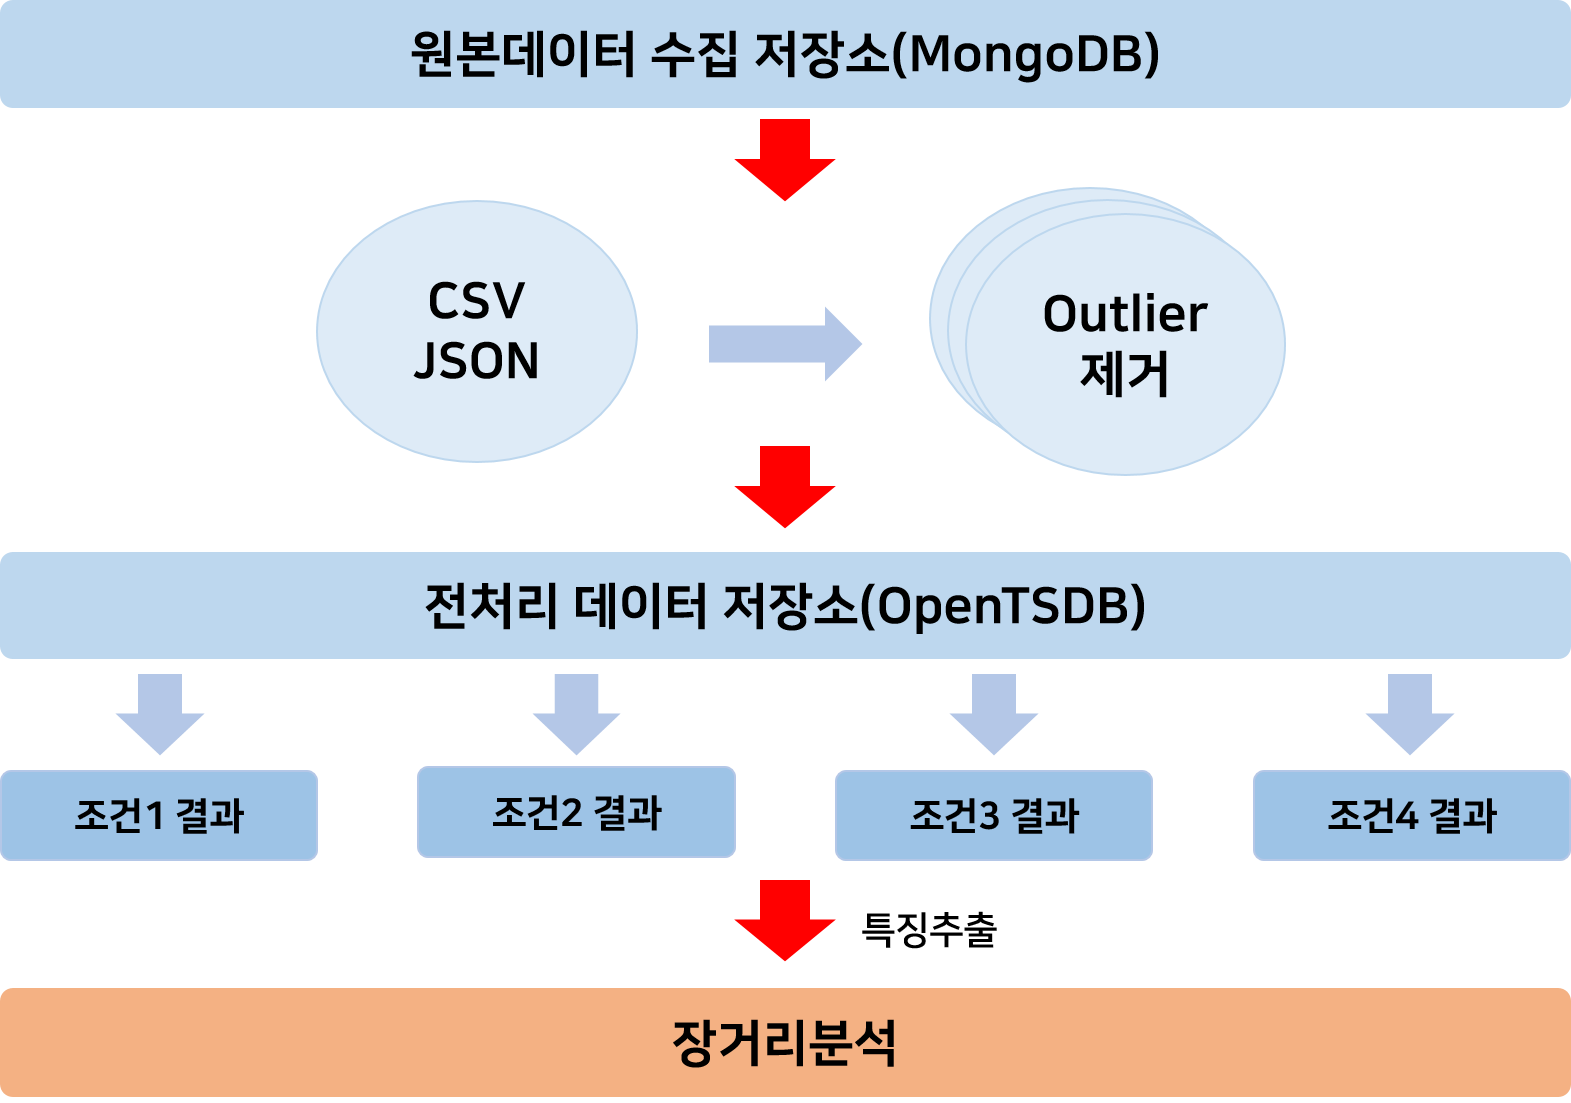 원본데이터 수집 저장소(MongoDB)
CSV
JSON
Outlier
제거
전처리 데이터 저장소(OpenTSDB)
조건1 결과
조건2 결과
조건3 결과
조건4 결과
특징추출
장거리분석